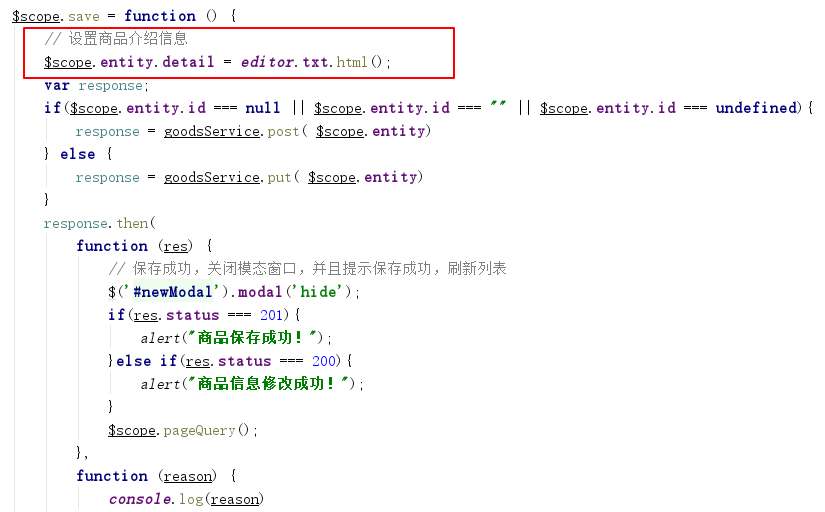 $scope.save = function () {
// 设置商品介绍信息
$scope.entity.detail = editor.txt.html();
var response;
if($scope.entity.id === null || $scope.entity.id === "" || $scope.entity.id === undefined){
response = goodsService.post( $scope.entity)
} else {
response = goodsService.put( $scope.entity)
}
response.then(
function (res) {
// 保存成功，关闭模态窗口，并且提示保存成功，刷新列表
$('#newModal').modal('hide');
if(res.status === 201){
alert("商品保存成功！");
}else if(res.status === 200){
alert("商品信息修改成功！");
}
$scope.pageQuery();
},
function (reason) {
console.log(reason)